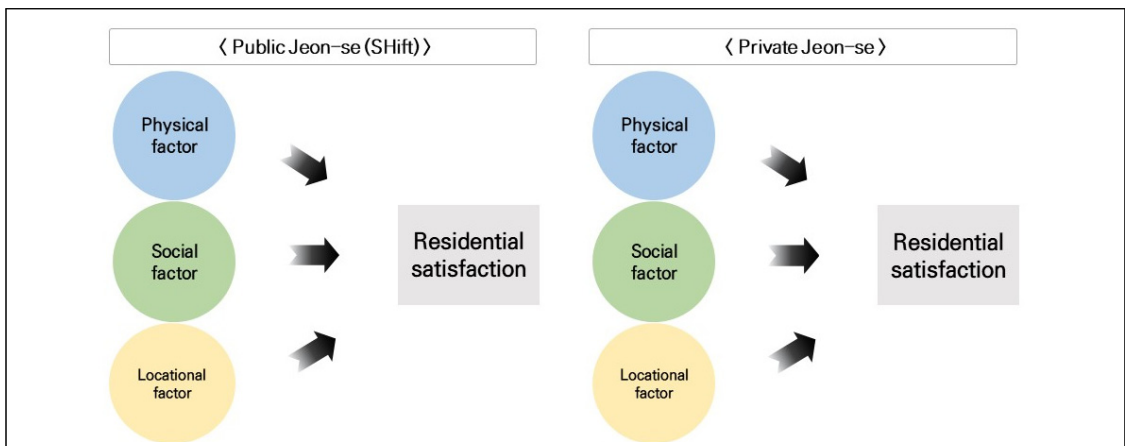 〈 Public Jeon-se (SHift) 〉
Physical
factor
Social
factor
Locational
factor
Residential
satisfaction
〈 Private Jeon-se 〉
Physical
factor
Social
factor
Locational
factor
Residential
satisfaction